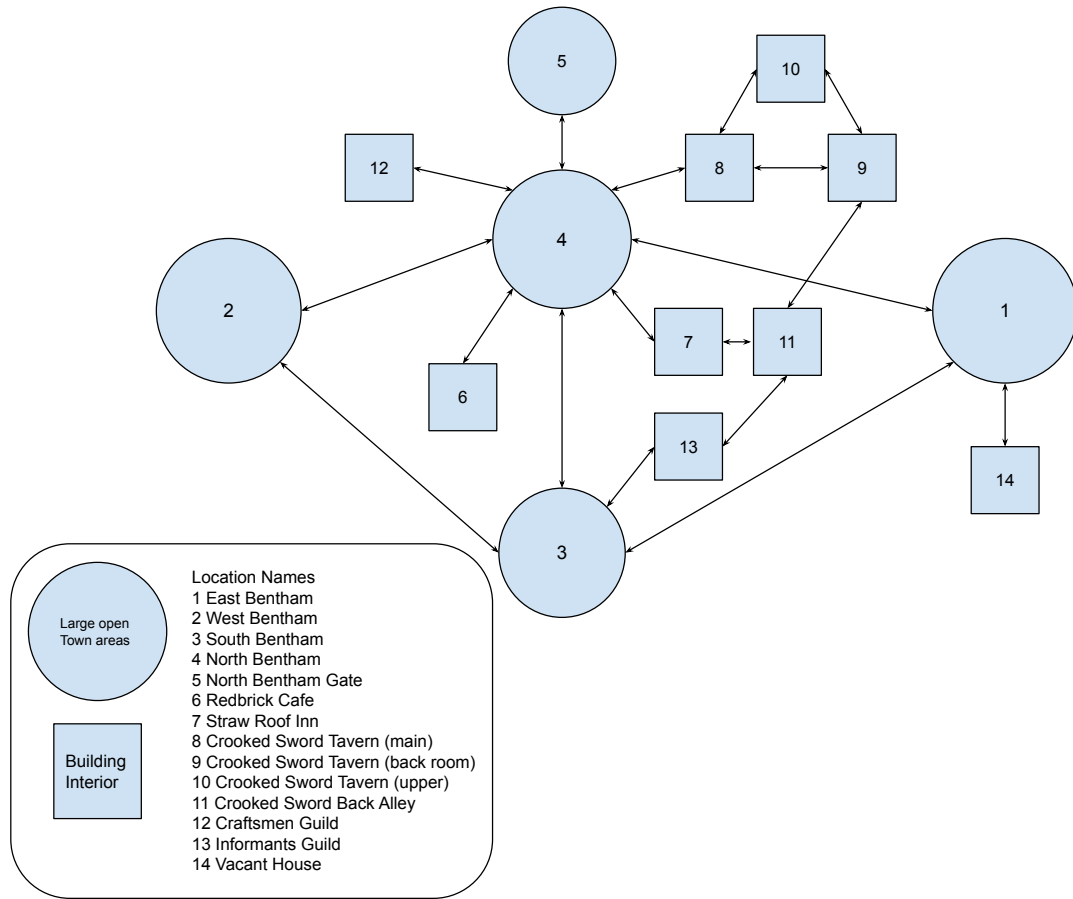 5
10
12
8
9
4
2
1
7
11
6
13
14
3
Large open
Town areas
Building
Interior
Location Names
1 East Bentham
2 West Bentham
3 South Bentham
4 North Bentham
5 North Bentham Gate
6 Redbrick Cafe
7 Straw Roof Inn
8 Crooked Sword Tavern (main)
9 Crooked Sword Tavern (back room)
10 Crooked Sword Tavern (upper)
11 Crooked Sword Back Alley
12 Craftsmen Guild
13 Informants Guild
14 Vacant House